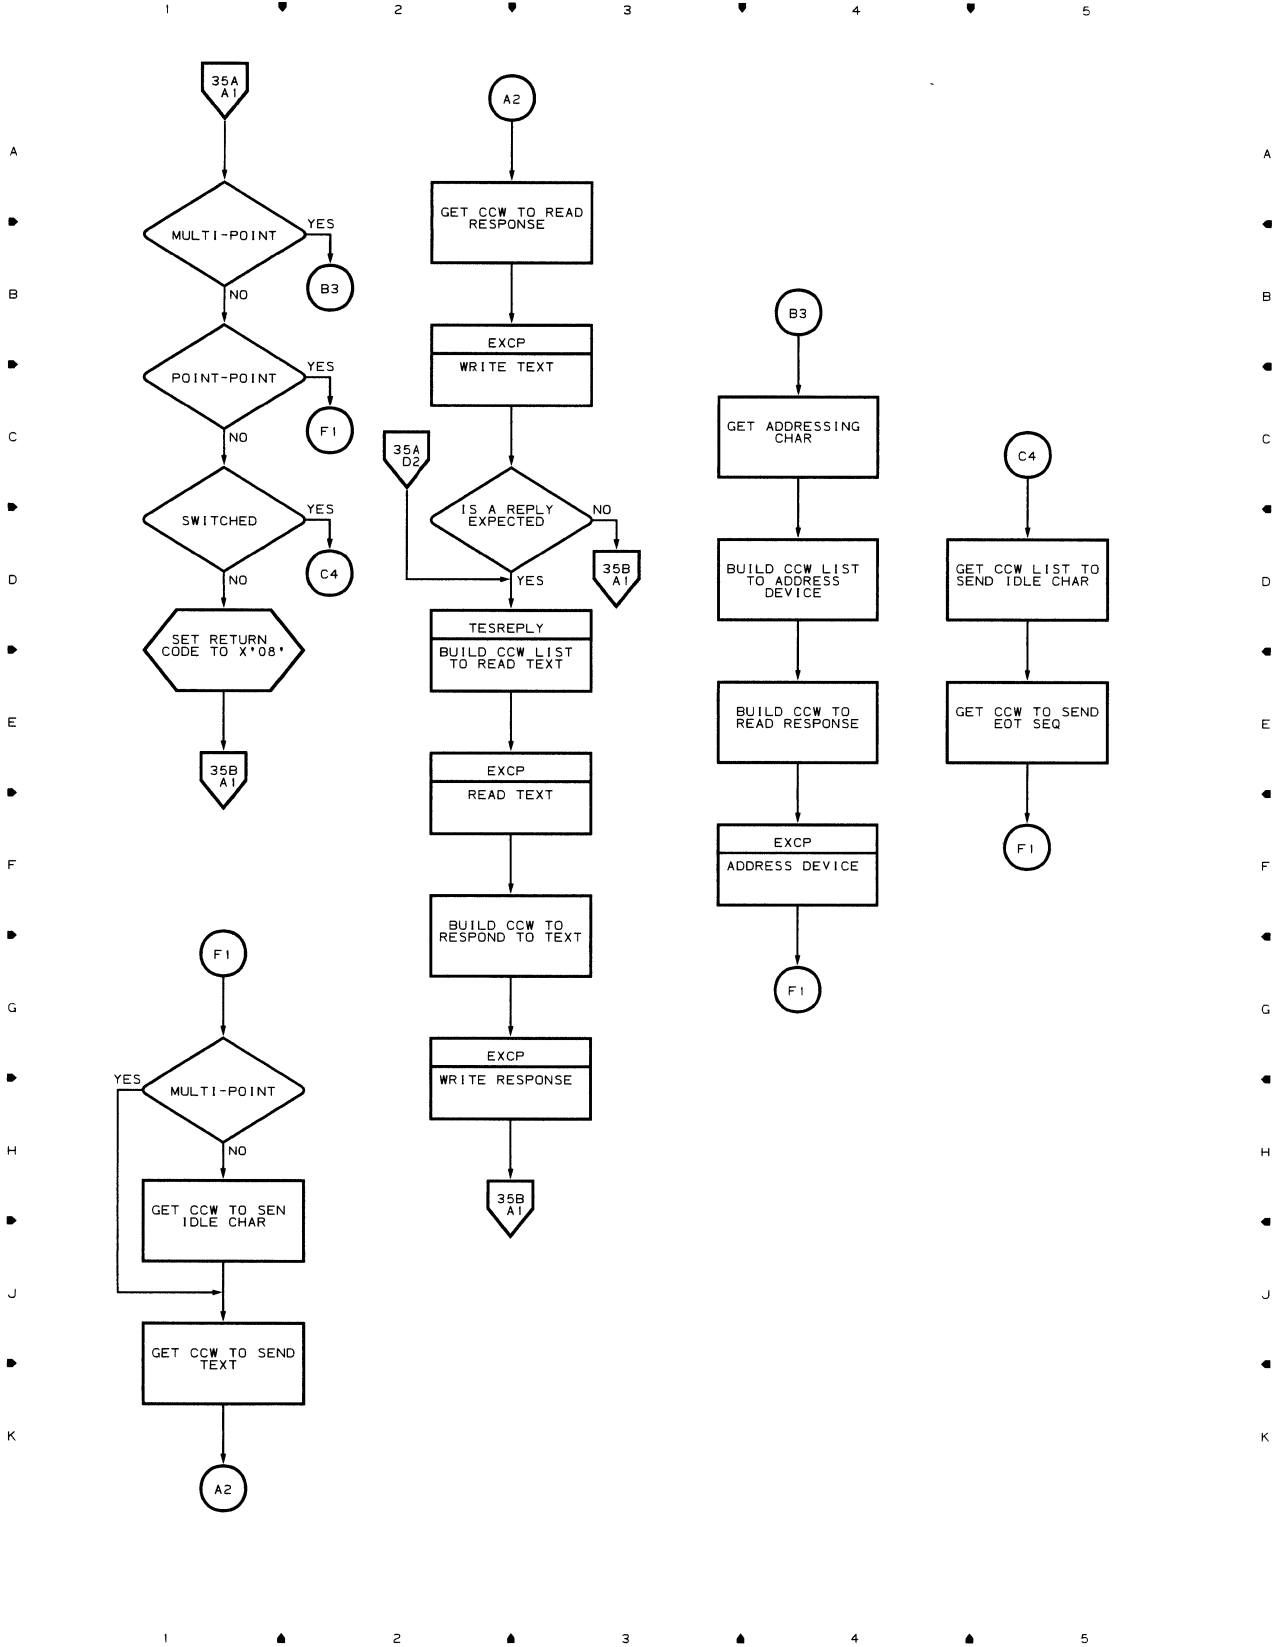 1 2 3 4 5
35A
A1
MULTI-POINT
YES
B3
NO
POINT-POINT
YES
F1
NO
SWITCHED
YES
C4
NO
SET RETURN
CODE TO X'08'
35B
A1
F1
MULTI-POINT
YES
NO
GET CCW TO SEN
IDLE CHAR
GET CCW TO SEND
TEXT
A2
A2
GET CCW TO READ
RESPONSE
EXCP
WRITE TEXT
35A
D2
IS A REPLY
EXPECTED
NO
35B
A1
YES
TESREPLY
BUILD CCW LIST
TO READ TEXT
EXCP
READ TEXT
BUILD CCW TO
RESPOND TO TEXT
EXCP
WRITE RESPONSE
35B
A1
B3
GET ADDRESSING
CHAR
BUILD CCW LIST
TO ADDRESS
DEVICE
BUILD CCW TO
READ RESPONSE
EXCP
ADDRESS DEVICE
F1
C4
GET CCW LIST TO
SEND IDLE CHAR
GET CCW TO SEND
EOT SEQ
F1
A
B
C
D
E
F
G
H
J
K
A
B
C
D
E
F
G
H
J
K
1 2 3 4 5